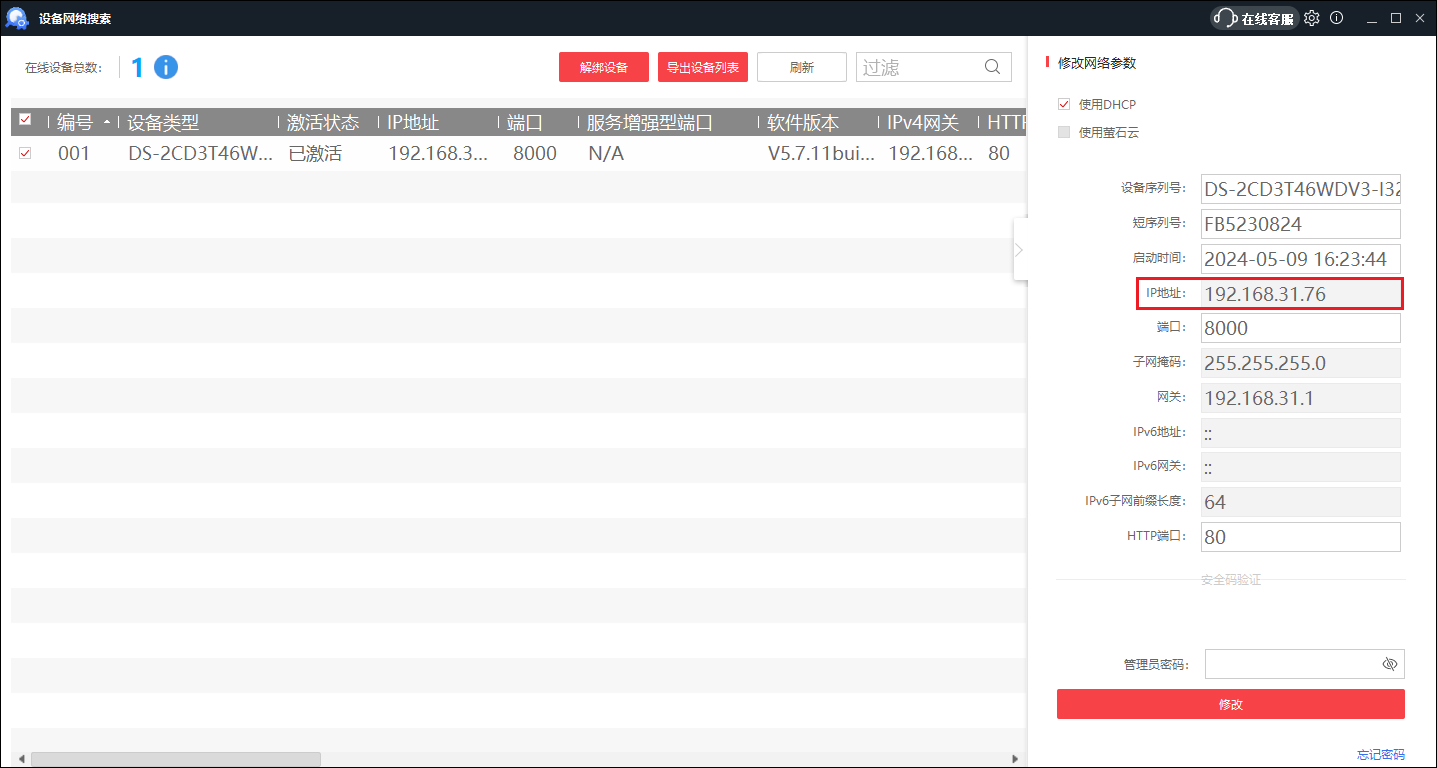 设备网络搜索
在线客服
在线设备总数: 1
解绑设备
导出设备列表
刷新
过滤
编号 设备类型 激活状态 IP地址 端口 服务增强型端口 软件版本 IPv4网关 HTTP
001 DS-2CD3T46W... 已激活 192.168.3... 8000 N/A V5.7.11bui... 192.168... 80
修改网络参数
使用DHCP
使用萤石云
设备序列号: DS-2CD3T46WDV3-I32
短序列号: FB5230824
启动时间: 2024-05-09 16:23:44
IP地址: 192.168.31.76
端口: 8000
子网掩码: 255.255.255.0
网关: 192.168.31.1
IPv6地址: ::
IPv6网关: ::
IPv6子网前缀长度: 64
HTTP端口: 80
安全码验证
管理员密码:
修改
忘记密码